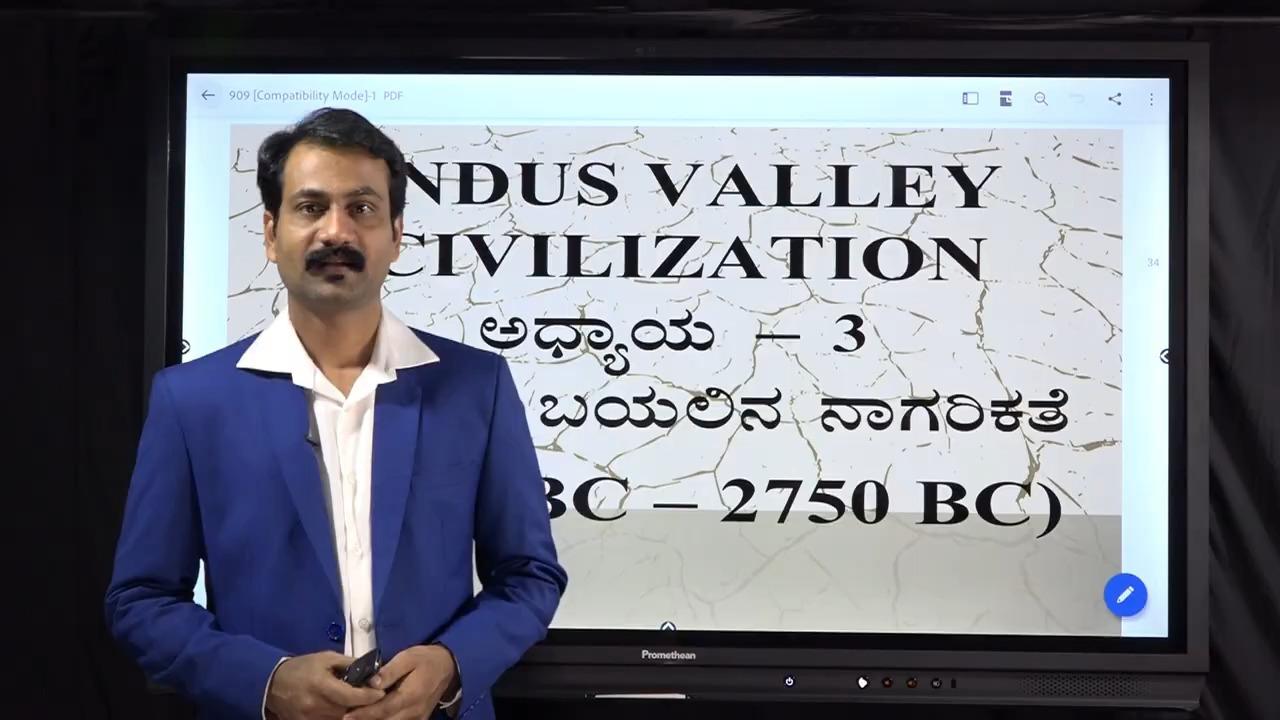 909 [Compatibility Mode]-1 PDF
NDUS VALLEY
CIVILIZATION
ಅಧ್ಯಾಯ – 3
ಬಯಲಿನ ನಾಗರಿಕತೆ
BC – 2750 BC)
34
Promethean